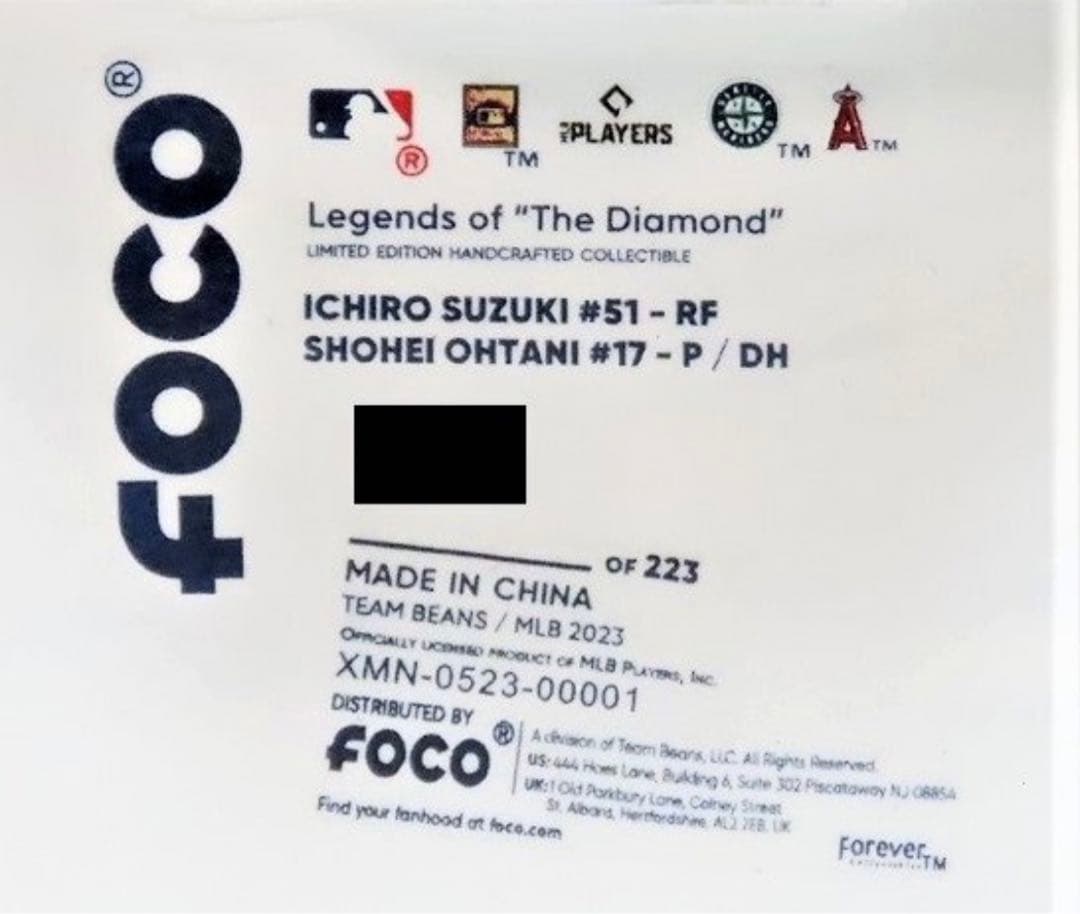 foco®
®
TM
PLAYERS
TM
A TM
Legends of "The Diamond"
LIMITED EDITION HANDCRAFTED COLLECTIBLE
ICHIRO SUZUKI #51 - RF
SHOHEI OHTANI #17 - P / DH
OF 223
MADE IN CHINA
TEAM BEANS / MLB 2023
OFFICIALLY LICENSED PRODUCT OF MLB PLAYERS, INC.
XMN-0523-00001
DISTRIBUTED BY
foco®
A division of Team Beans, LLC. All Rights Reserved.
US: 444 Hoes Lane, Building 6, Suite 302 Piscataway NJ 08854
UK: 1 Old Parkbury Lane, Colney Street
St. Albans, Hertfordshire, AL2 2EB, UK
Find your fanhood at foco.com
Forever TM